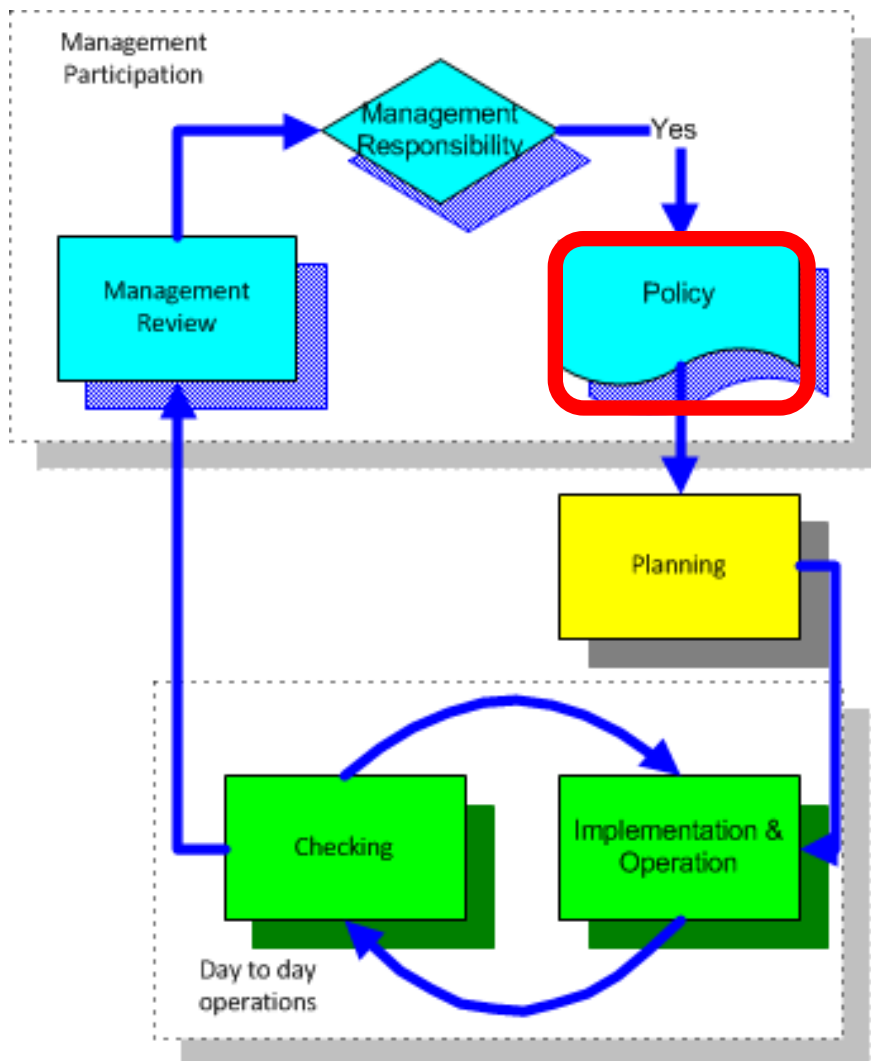 Management
Participation
Management
Responsibility
Yes
Management
Review
Policy
Planning
Checking
Implementation &
Operation
Day to day
operations